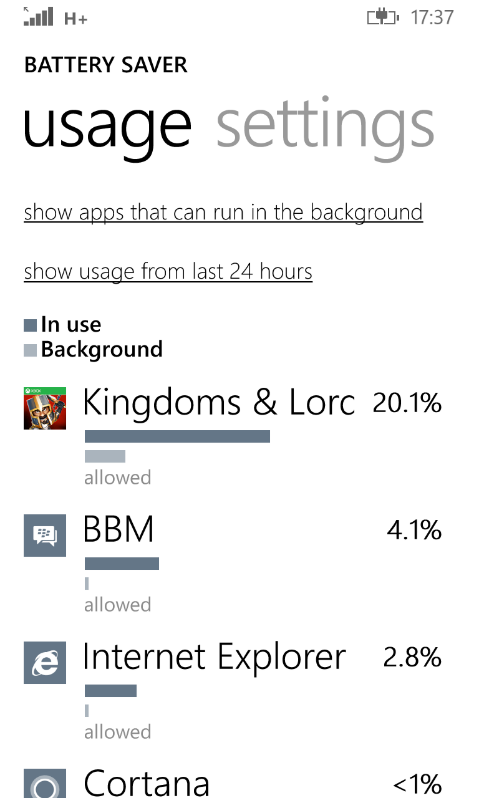 H+ 17:37
BATTERY SAVER
usage settings
show apps that can run in the background
show usage from last 24 hours
In use
Background
Kingdoms & Lorc 20.1%
allowed
BBM 4.1%
allowed
Internet Explorer 2.8%
allowed
Cortana <1%